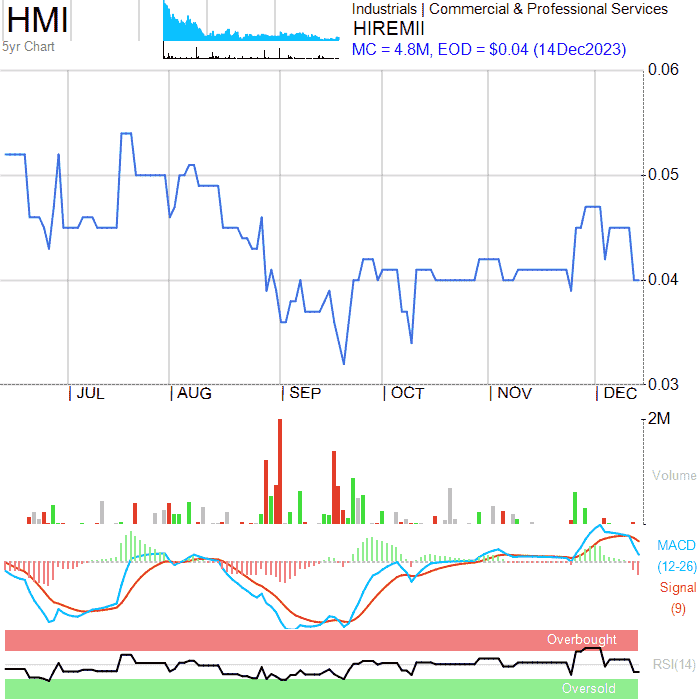 HMI
5yr Chart
Industrials | Commercial & Professional Services
HIREMII
MC = 4.8M, EOD = $0.04 (14Dec2023)
0.06
0.05
0.04
0.03
JUL AUG SEP OCT NOV DEC
2M
Volume
MACD
(12-26)
Signal
(9)
Overbought
RSI(14)
Oversold